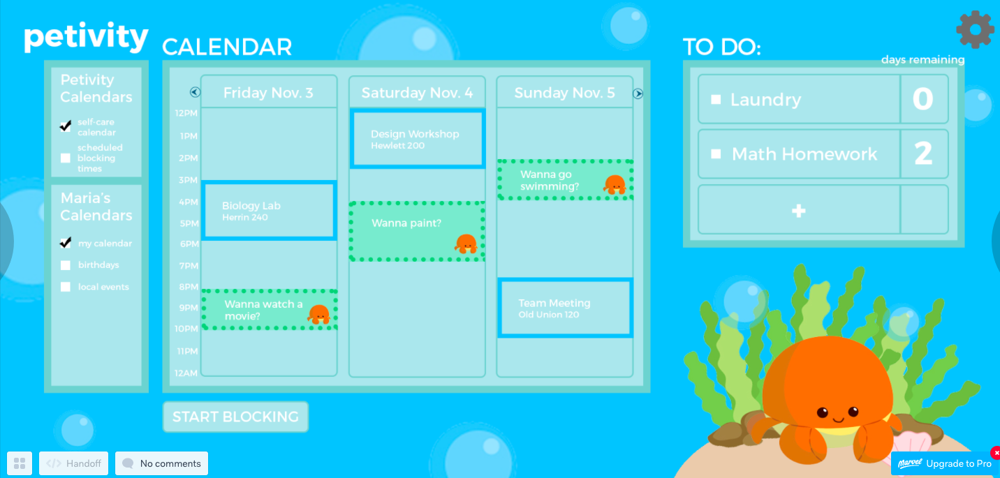 petivity
CALENDAR
TO DO:
days remaining
Petivity
Calendars
self-care
calendar
scheduled
blocking
times
Maria's
Calendars
my calendar
birthdays
local events
Friday Nov. 3
Saturday Nov. 4
Sunday Nov. 5
12PM
1PM
2PM
3PM
4PM
5PM
6PM
7PM
8PM
9PM
10PM
11PM
12AM
Biology Lab
Herrin 240
Wanna watch a
movie?
Design Workshop
Hewlett 200
Wanna paint?
Wanna go
swimming?
Team Meeting
Old Union 120
Laundry 0
Math Homework 2
+
START BLOCKING
</> Handoff
No comments
Marvel Upgrade to Pro